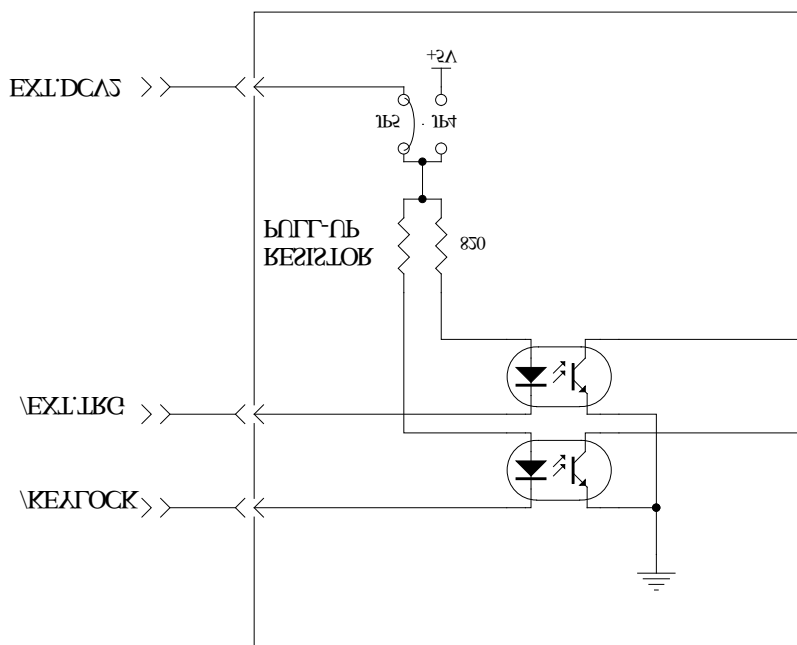 +5V
EXT.DCV2
JP5
JP4
PULL-UP
RESISTOR
820
/EXT.TRG
/KEYLOCK